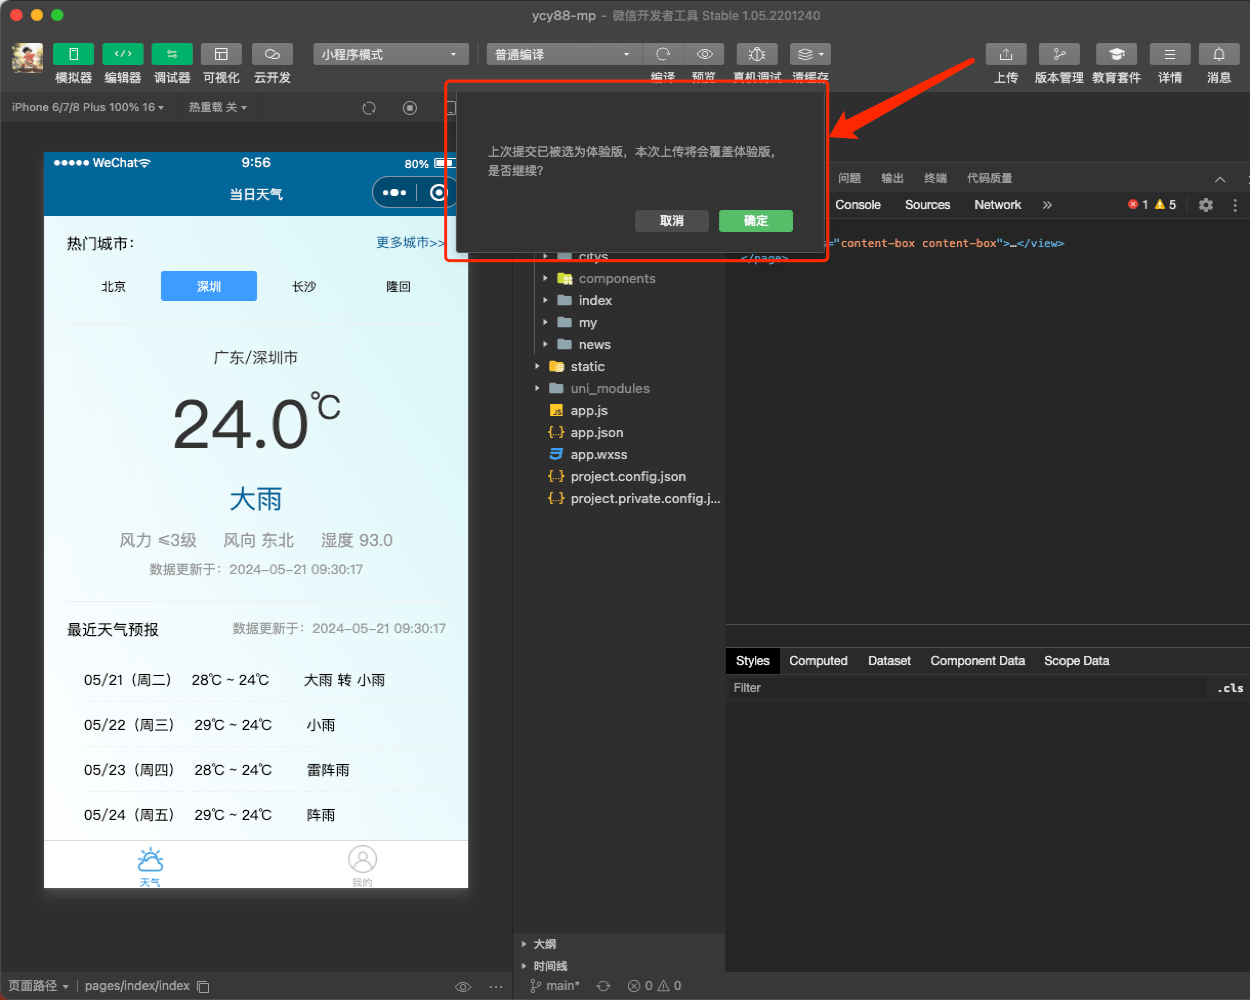 ycy88-mp – 微信开发者工具 Stable 1.05.2201240
模拟器 编辑器 调试器 可视化 云开发
小程序模式
普通编译
编译 预览 真机调试 清缓存
上传 版本管理 教育套件 详情 消息
iPhone 6/7/8 Plus 100% 16
热重载 关
上次提交已被选为体验版，本次上传将会覆盖体验版，
是否继续？
取消 确定
WeChat 9:56 80%
当日天气
热门城市：
更多城市>>
北京 深圳 长沙 隆回
广东/深圳市
24.0℃
大雨
风力 ≤3级 风向 东北 湿度 93.0
数据更新于：2024-05-21 09:30:17
最近天气预报
数据更新于：2024-05-21 09:30:17
05/21（周二） 28℃ ~ 24℃ 大雨 转 小雨
05/22（周三） 29℃ ~ 24℃ 小雨
05/23（周四） 28℃ ~ 24℃ 雷阵雨
05/24（周五） 29℃ ~ 24℃ 阵雨
天气
我的
页面路径 pages/index/index
citys
components
index
my
news
static
uni_modules
app.js
app.json
app.wxss
project.config.json
project.private.config.j...
大纲
时间线
main* 0 0
问题 输出 终端 代码质量
Console Sources Network » 1 5
="content-box content-box">…</view>
</page>
Styles Computed Dataset Component Data Scope Data
Filter
.cls